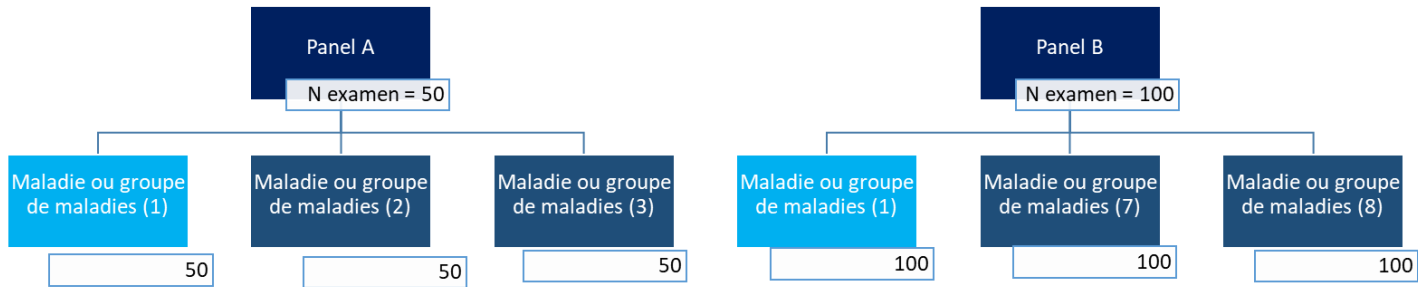 Panel A
N examen = 50
Maladie ou groupe
de maladies (1)
50
Maladie ou groupe
de maladies (2)
50
Maladie ou groupe
de maladies (3)
50
Panel B
N examen = 100
Maladie ou groupe
de maladies (1)
100
Maladie ou groupe
de maladies (7)
100
Maladie ou groupe
de maladies (8)
100